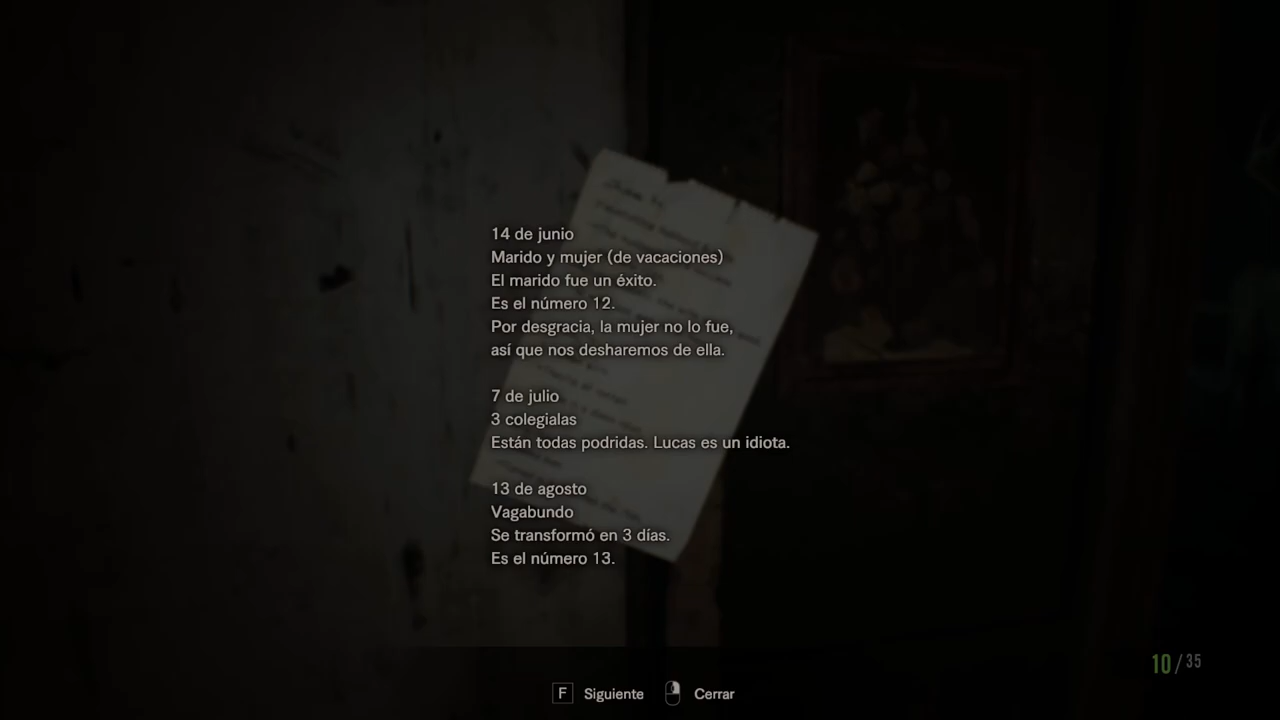 14 de junio
Marido y mujer (de vacaciones)
El marido fue un éxito.
Es el número 12.
Por desgracia, la mujer no lo fue,
así que nos desharemos de ella.
7 de julio
3 colegialas
Están todas podridas. Lucas es un idiota.
13 de agosto
Vagabundo
Se transformó en 3 días.
Es el número 13.
10/35
F Siguiente Cerrar